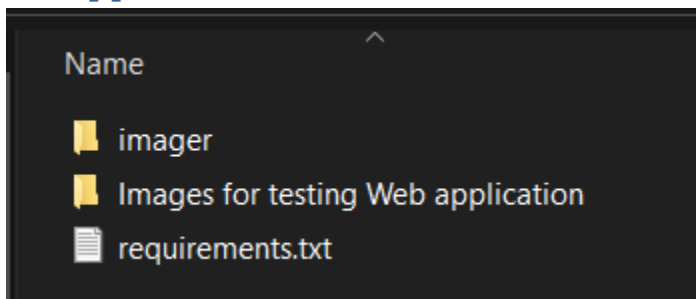 Name
imager
Images for testing Web application
requirements.txt